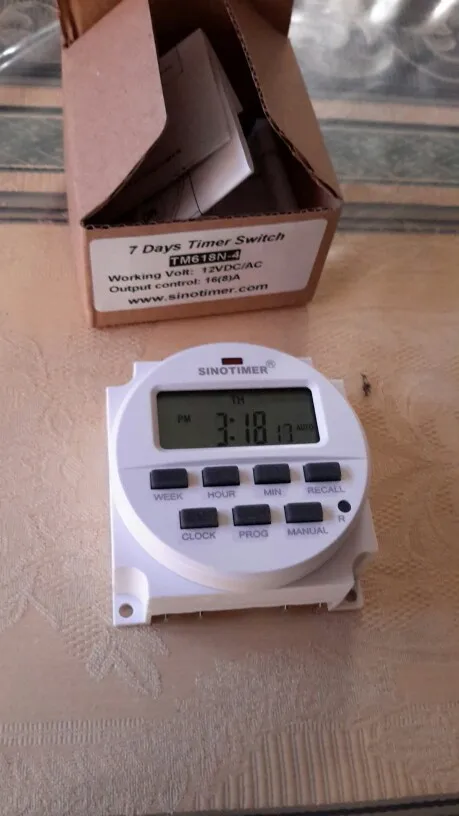 7 Days Timer Switch
TM618N-4
Working Volt: 12VDC/AC
Output control: 16(8)A
www.sinotimer.com
SINOTIMER®
TH
PM 3:18 17 AUTO
WEEK HOUR MIN RECALL
CLOCK PROG MANUAL R